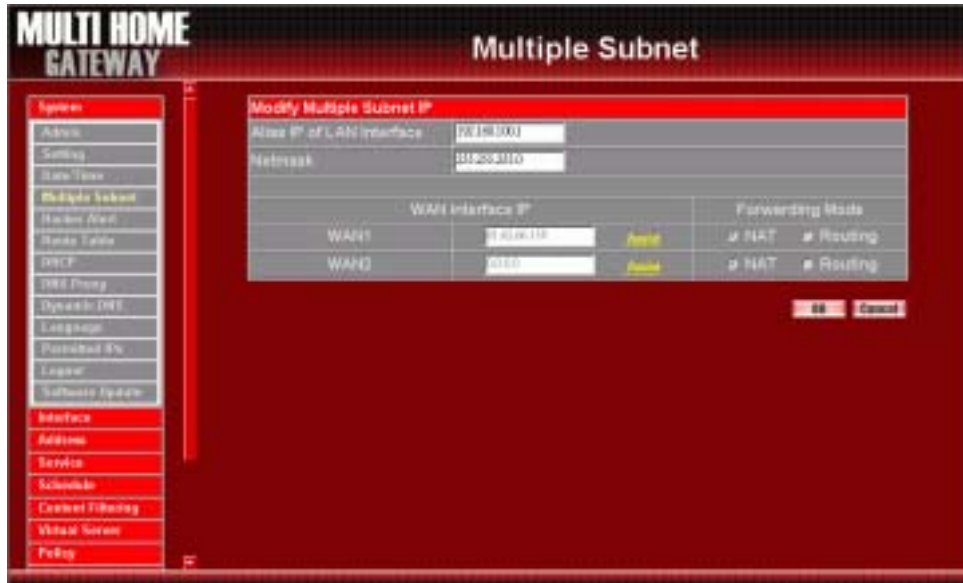 MULTI HOME
GATEWAY
Multiple Subnet
System
Admin
Setting
Date/Time
Multiple Subnet
Hacker Alert
Route Table
DHCP
DNS Proxy
Dynamic DNS
Language
Permitted IPs
Logout
Software Update
Interface
Address
Service
Schedule
Content Filtering
Virtual Server
Policy
Modify Multiple Subnet IP
Alias IP of LAN Interface
Netmask
WAN Interface IP Forwarding Mode
WAN1 Assist NAT Routing
WAN2 Assist NAT Routing
OK Cancel